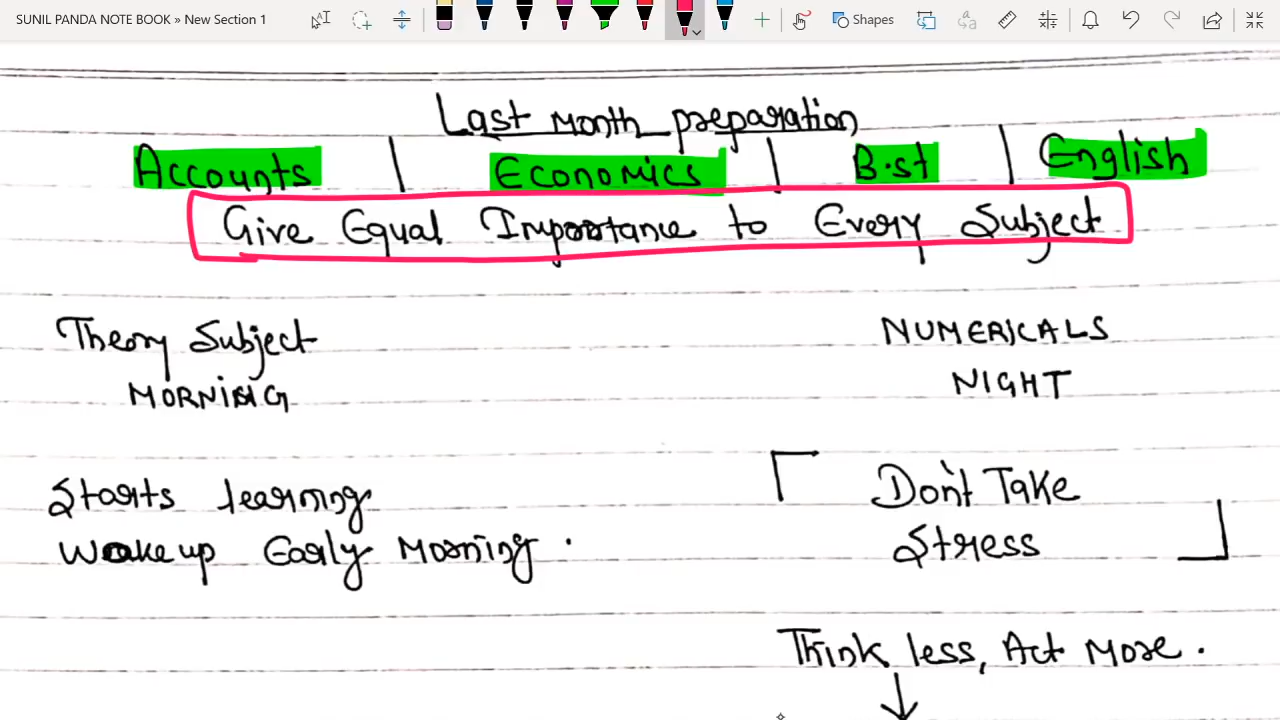 SUNIL PANDA NOTE BOOK » New Section 1
Shapes
Last Month preparation
Accounts | Economics | B.st | English
Give Equal Importance to Every Subject
Theory Subject
MORNING
NUMERICALS
NIGHT
Starts learning
Wakeup Early Morning .
Don't Take
Stress
Think less, Act More .